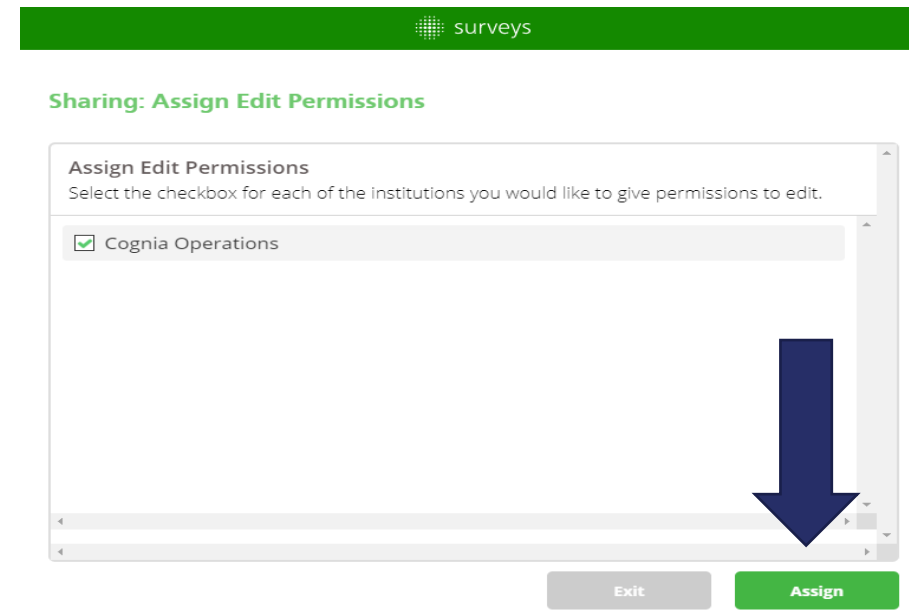 surveys
Sharing: Assign Edit Permissions
Assign Edit Permissions
Select the checkbox for each of the institutions you would like to give permissions to edit.
Cognia Operations
Exit
Assign